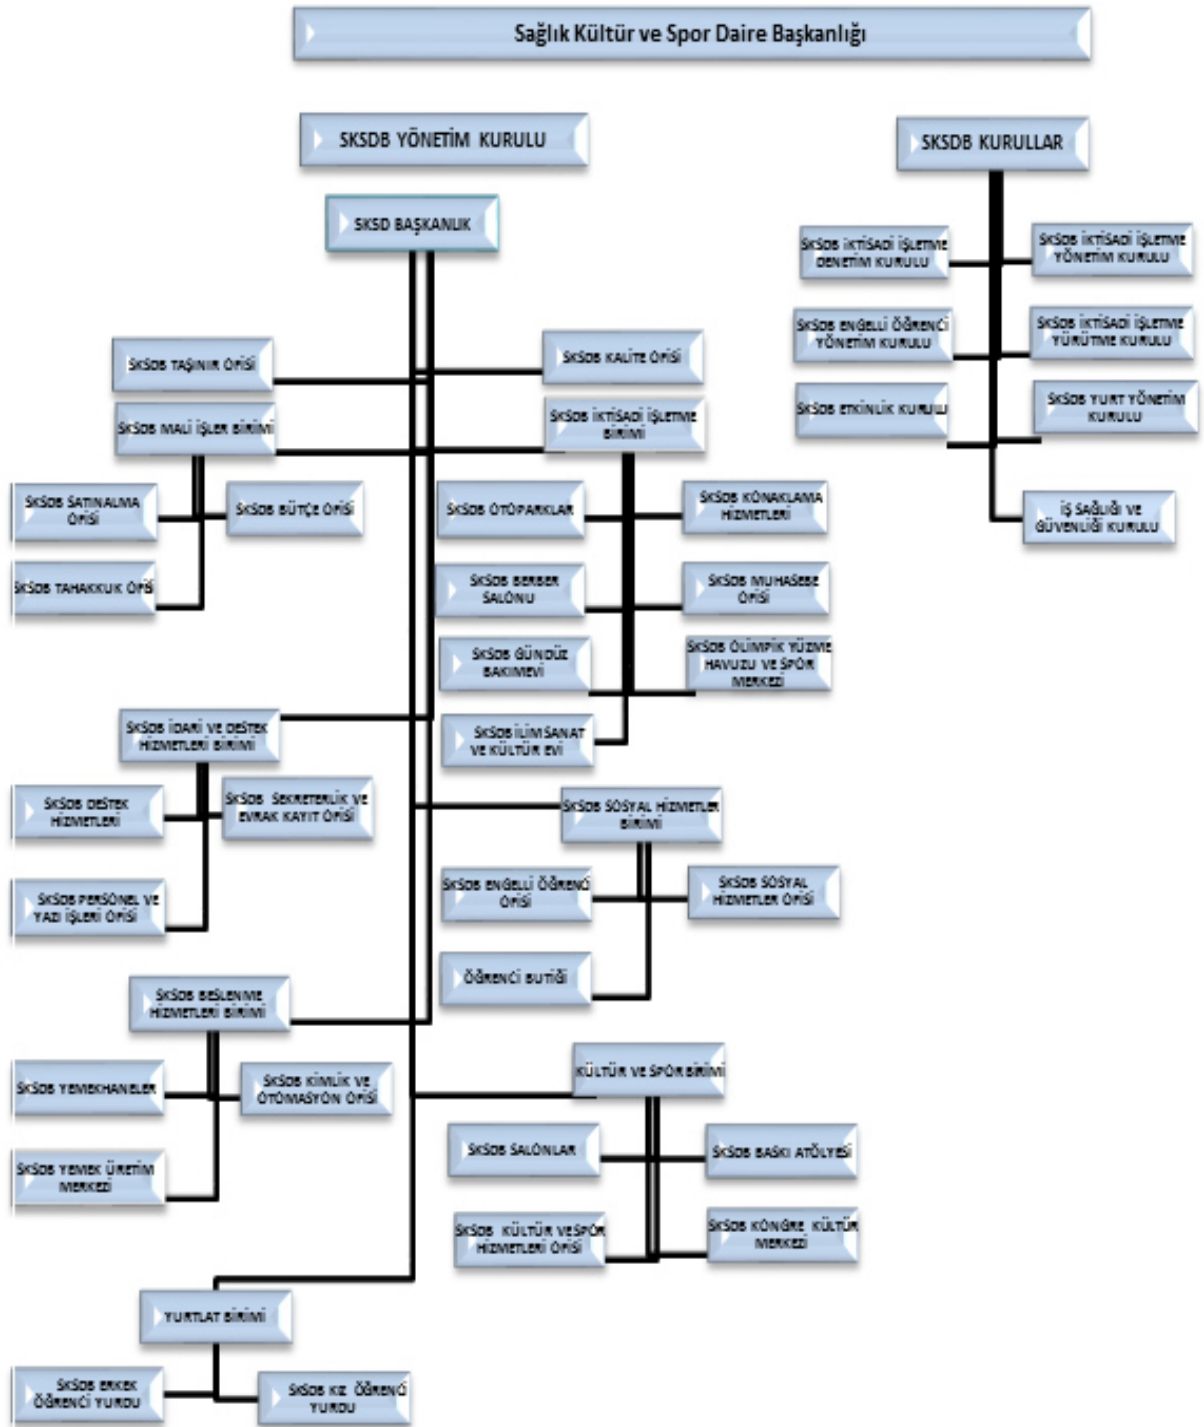 Sağlık Kültür ve Spor Daire Başkanlığı
SKSDB YÖNETİM KURULU
SKSDB KURULLAR
SKSD BAŞKANLIK
SKSDB İKTİSADİ İŞLETME
DENETİM KURULU
SKSDB İKTİSADİ İŞLETME
YÖNETİM KURULU
SKSDB ENGELLİ ÖĞRENCİ
YÖNETİM KURULU
SKSDB İKTİSADİ İŞLETME
YÜRÜTME KURULU
SKSDB ETKİNLİK KURULU
SKSDB YURT YÖNETİM
KURULU
İŞ SAĞLIĞI VE
GÜVENLİĞİ KURULU
SKSDB TAŞINIR OFİSİ
SKSDB KALİTE OFİSİ
SKSDB MALİ İŞLER BİRİMİ
SKSDB İKTİSADİ İŞLETME
BİRİMİ
SKSDB SATINALMA
OFİSİ
SKSDB BÜTÇE OFİSİ
SKSDB TAHAKKUK OFİSİ
SKSDB OTOPARKLAR
SKSDB KONAKLAMA
HİZMETLERİ
SKSDB BERBER
SALONU
SKSDB MUHASEBE
OFİSİ
SKSDB GÜNDÜZ
BAKIMEVİ
SKSDB OLİMPİK YÜZME
HAVUZU VE SPOR
MERKEZİ
SKSDB İLİM SANAT
VE KÜLTÜR EVİ
SKSDB İDARİ VE DESTEK
HİZMETLERİ BİRİMİ
SKSDB DESTEK
HİZMETLERİ
SKSDB SEKRETERLİK VE
EVRAK KAYIT OFİSİ
SKSDB PERSONEL VE
YAZI İŞLERİ OFİSİ
SKSDB SOSYAL HİZMETLER
BİRİMİ
SKSDB ENGELLİ ÖĞRENCİ
OFİSİ
SKSDB SOSYAL
HİZMETLER OFİSİ
ÖĞRENCİ BUTİĞİ
SKSDB BESLENME
HİZMETLERİ BİRİMİ
SKSDB YEMEKHANELER
SKSDB KİMLİK VE
OTOMASYON OFİSİ
SKSDB YEMEK ÜRETİM
MERKEZİ
KÜLTÜR VE SPOR BİRİMİ
SKSDB SALONLAR
SKSDB BASKI ATÖLYESİ
SKSDB KÜLTÜR VE SPOR
HİZMETLERİ OFİSİ
SKSDB KONGRE KÜLTÜR
MERKEZİ
YURTLAT BİRİMİ
SKSDB ERKEK
ÖĞRENCİ YURDU
SKSDB KIZ ÖĞRENCİ
YURDU